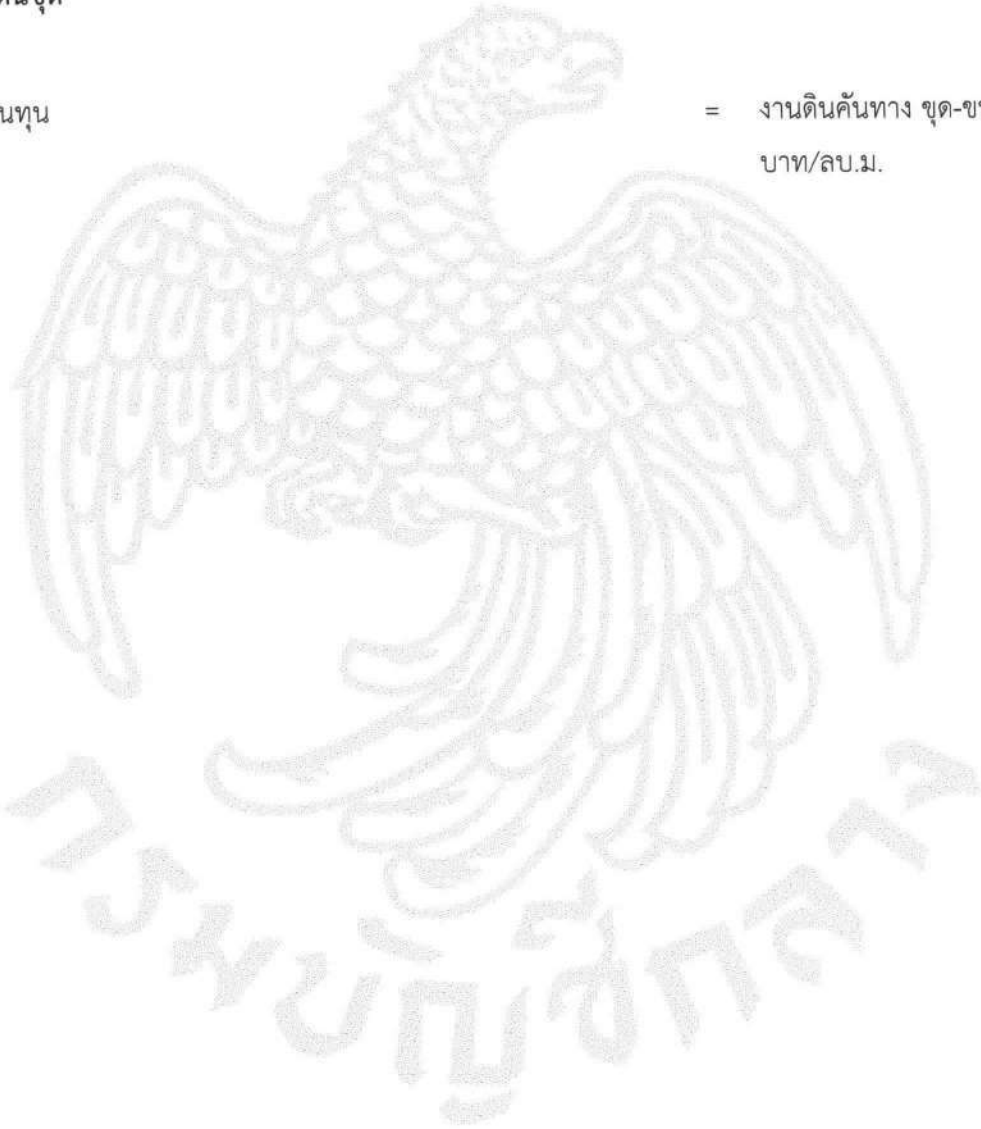 นทุน = งานดินคันทาง ขุด-ข
บาท/ลบ.ม.
กรมบัญชีกลาง